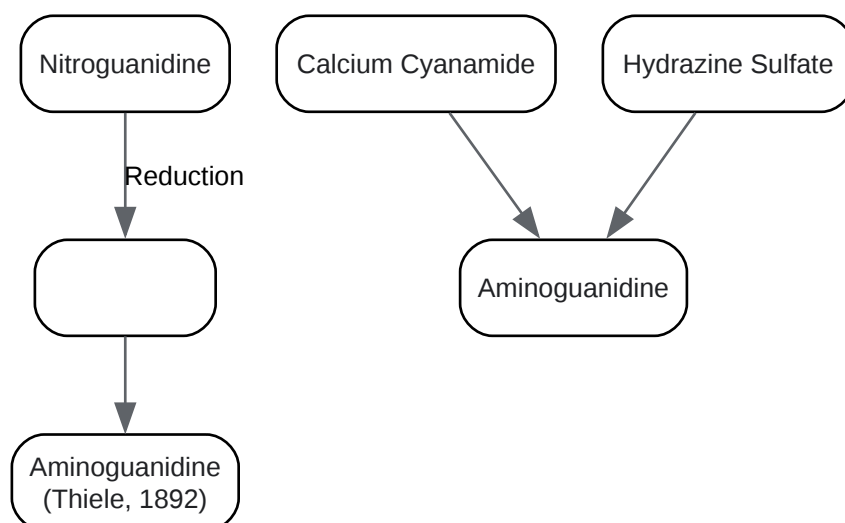 Nitroguanidine
Calcium Cyanamide
Hydrazine Sulfate
Reduction
Aminoguanidine
Aminoguanidine
(Thiele, 1892)